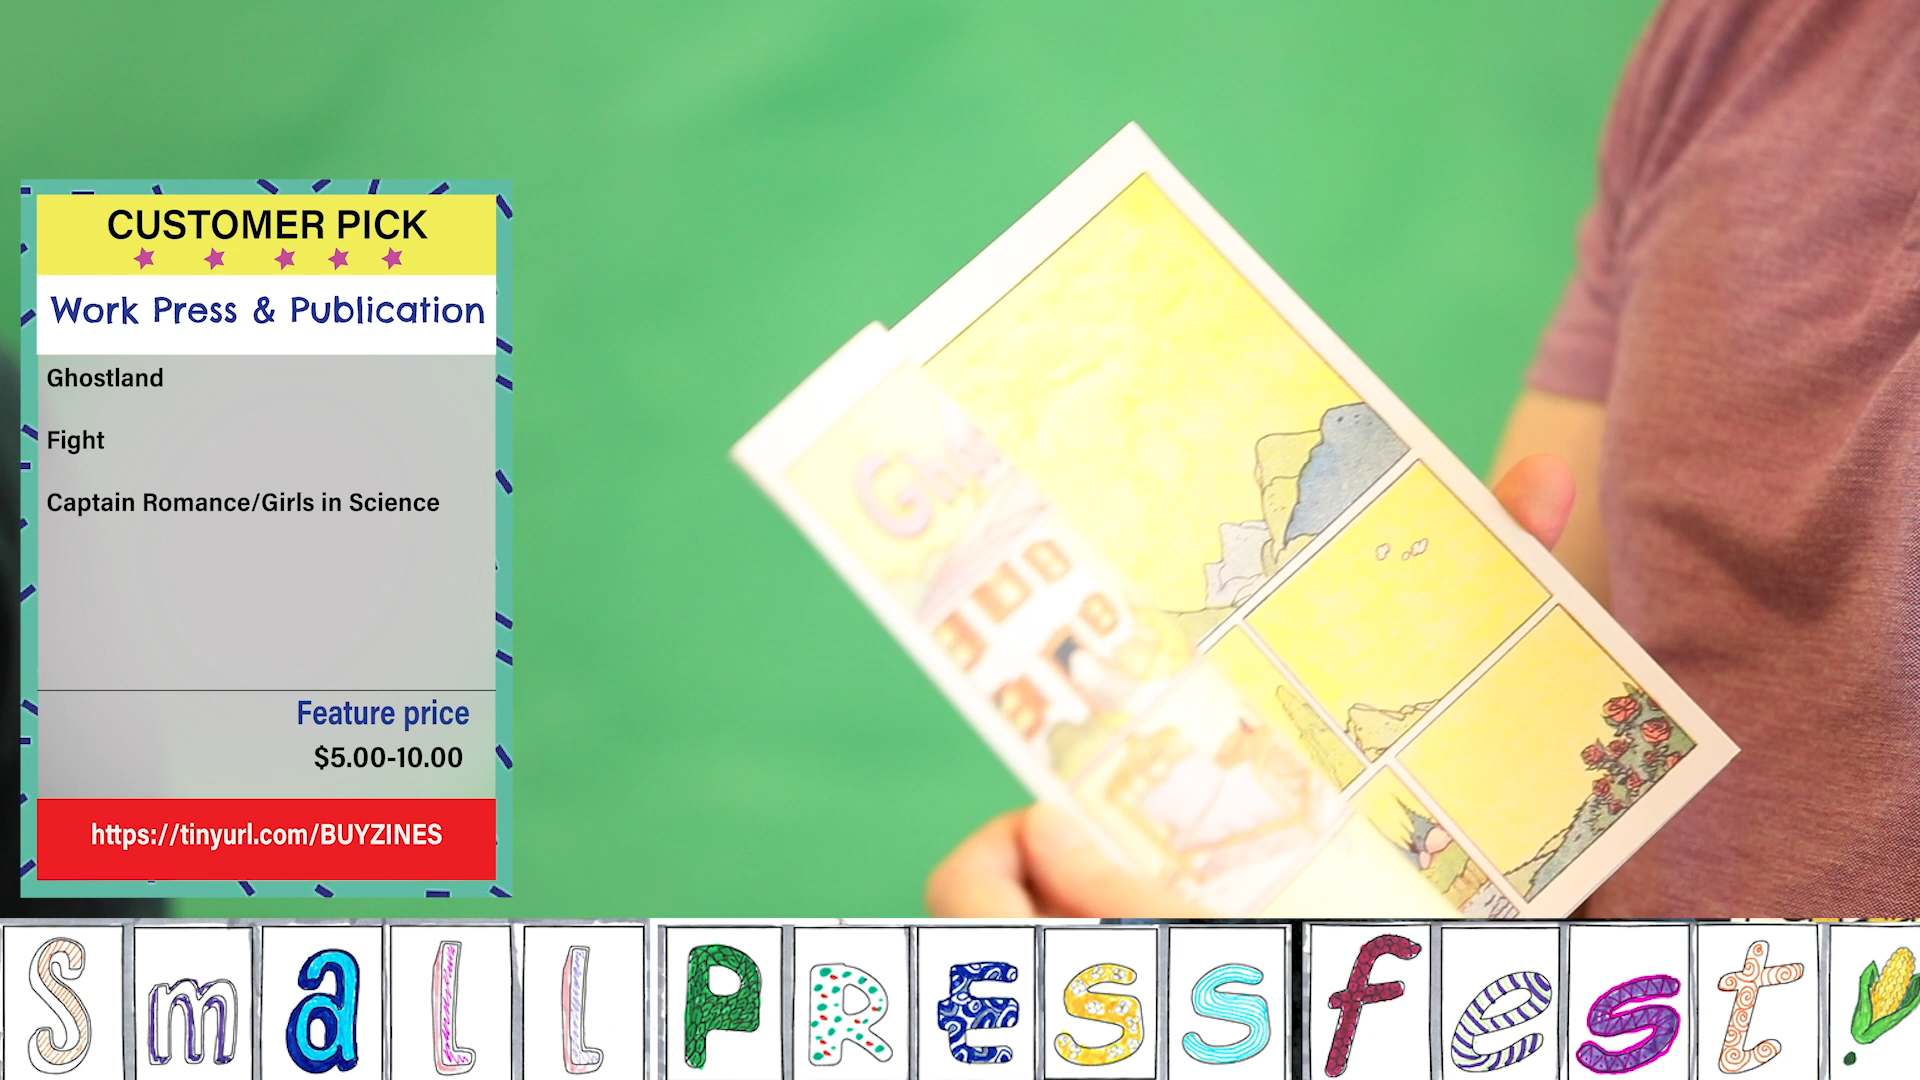 CUSTOMER PICK
Work Press & Publication
Ghostland
Fight
Captain Romance/Girls in Science
Feature price
$5.00-10.00
https://tinyurl.com/BUYZINES
Small PRESS fest